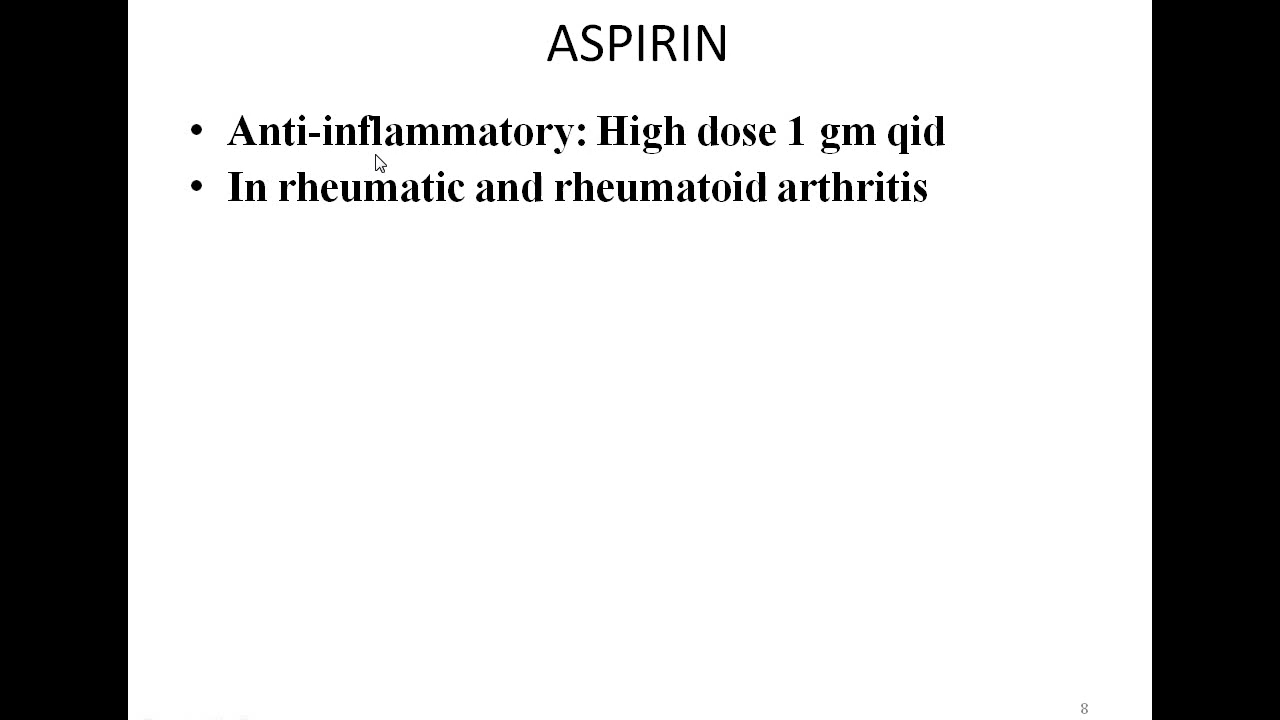 ASPIRIN
• Anti-inflammatory: High dose 1 gm qid
• In rheumatic and rheumatoid arthritis
8